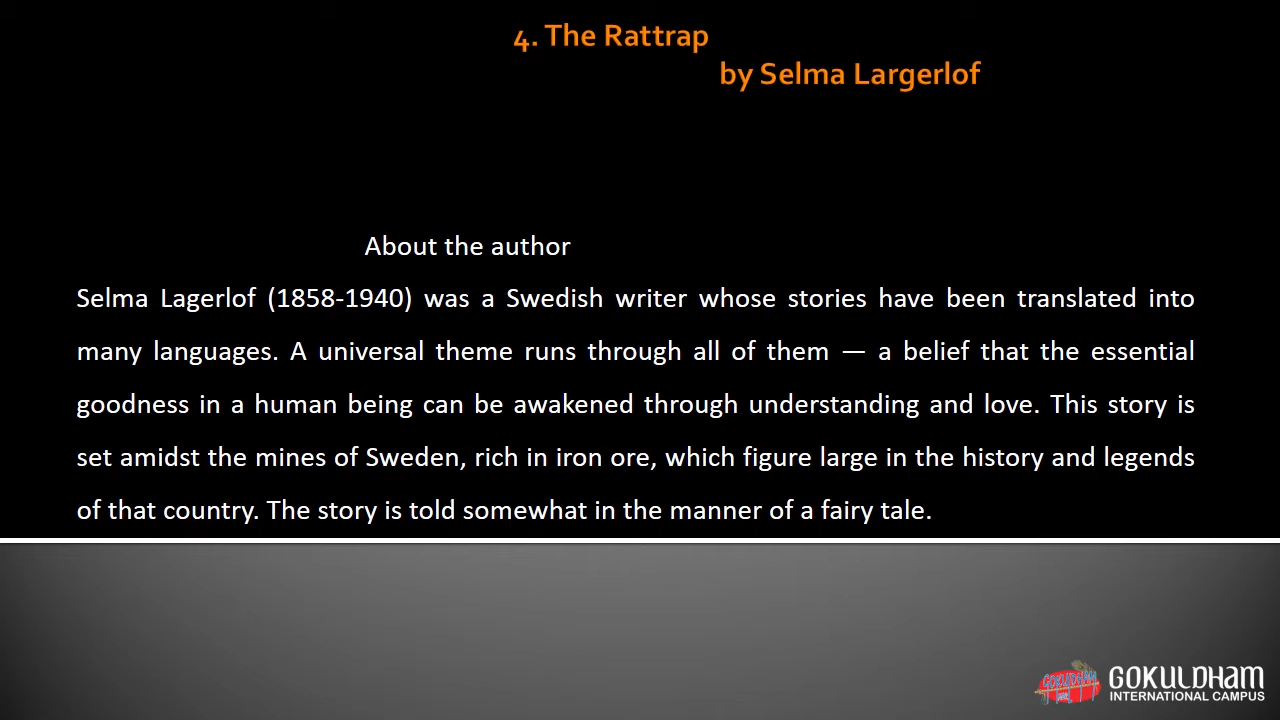 4. The Rattrap
by Selma Largerlof
About the author
Selma Lagerlof (1858-1940) was a Swedish writer whose stories have been translated into
many languages. A universal theme runs through all of them — a belief that the essential
goodness in a human being can be awakened through understanding and love. This story is
set amidst the mines of Sweden, rich in iron ore, which figure large in the history and legends
of that country. The story is told somewhat in the manner of a fairy tale.
GOKULDHAM
GOKULDHAM
INTERNATIONAL CAMPUS